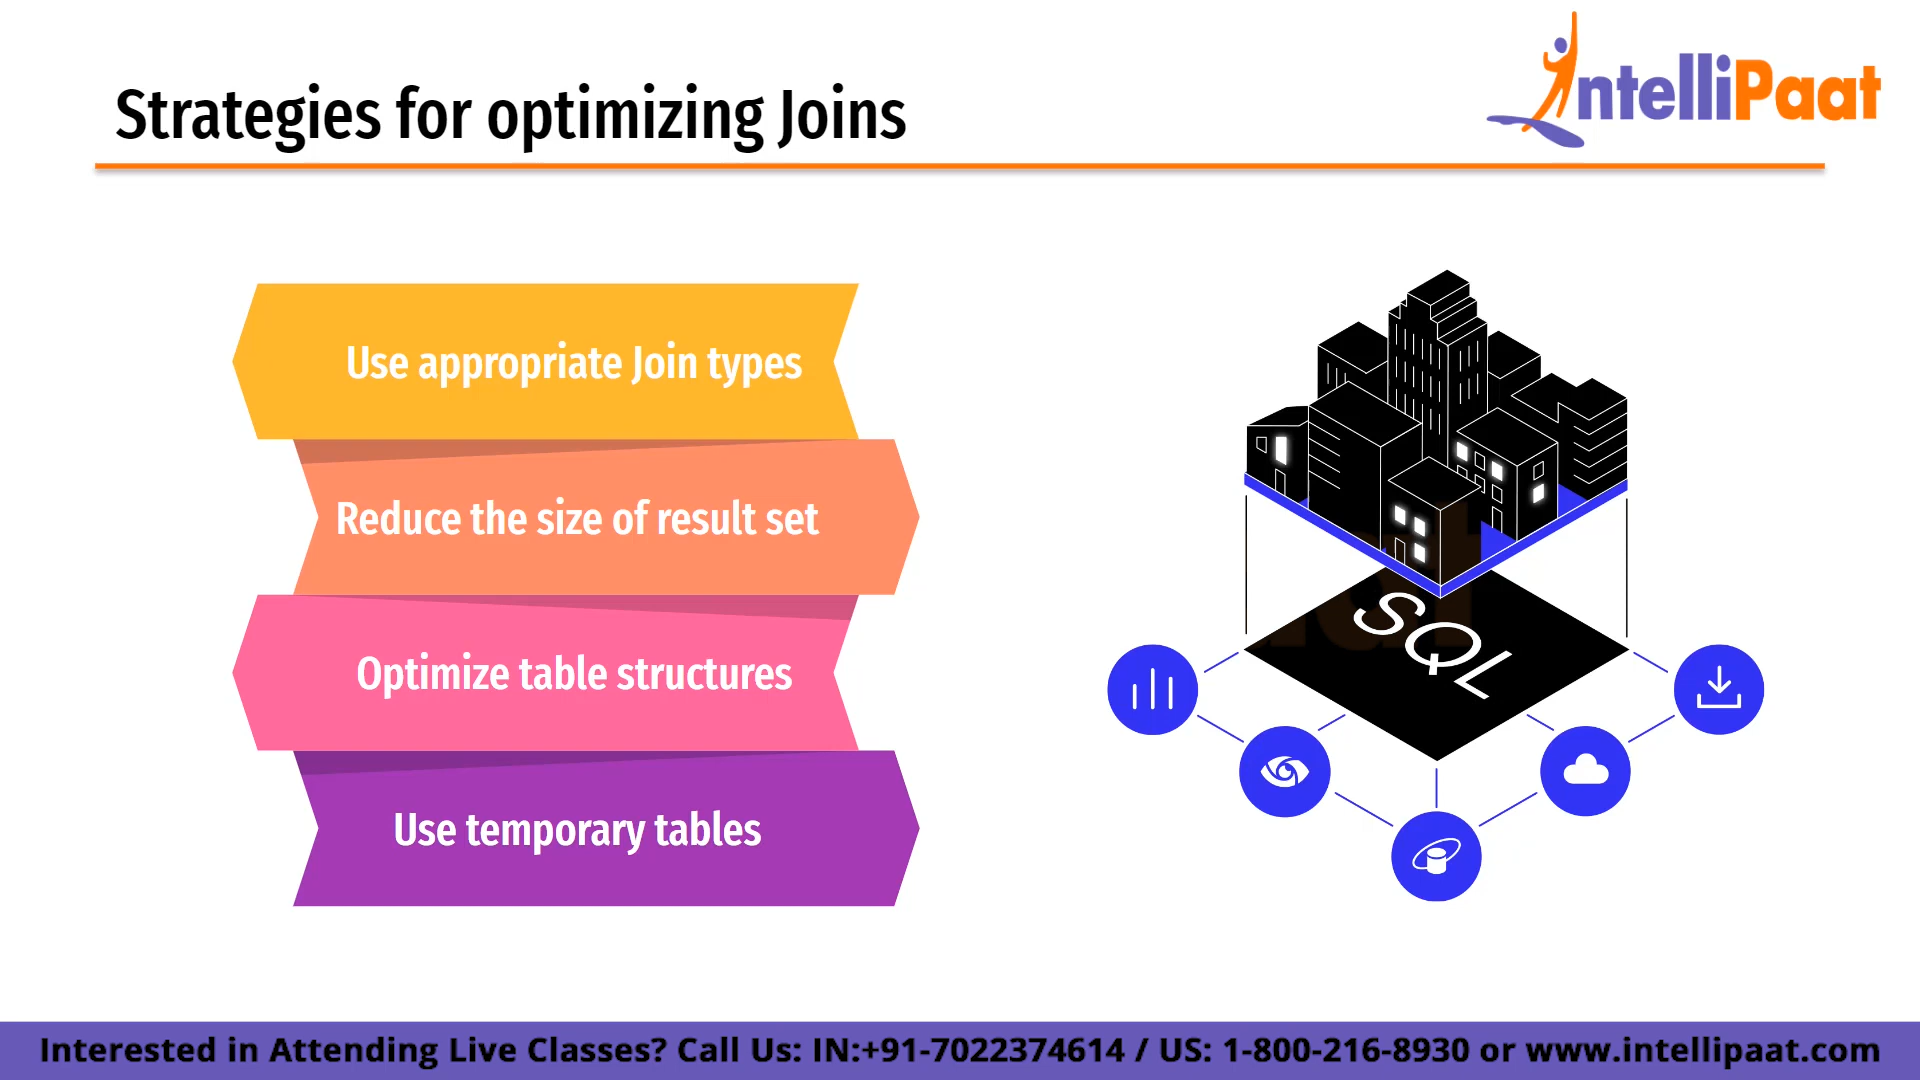 Strategies for optimizing Joins
IntelliPaat
Use appropriate Join types
Reduce the size of result set
Optimize table structures
Use temporary tables
SQL
Interested in Attending Live Classes? Call Us: IN:+91-7022374614 / US: 1-800-216-8930 or www.intellipaat.com